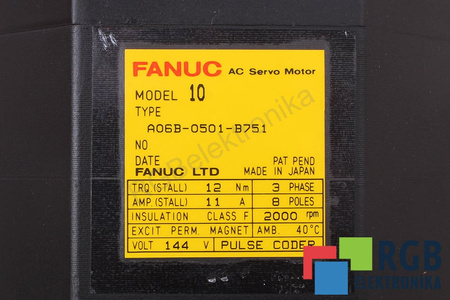 FANUC AC Servo Motor
MODEL 10
TYPE
A06B-0501-B751
NO
DATE PAT PEND
FANUC LTD MADE IN JAPAN
TRQ.(STALL) 12 Nm 3 PHASE
AMP.(STALL) 11 A 8 POLES
INSULATION CLASS F 2000 rpm
EXCIT PERM. MAGNET AMB. 40°C
VOLT 144 V PULSE CODER
RGB
ELEKTRONIKA